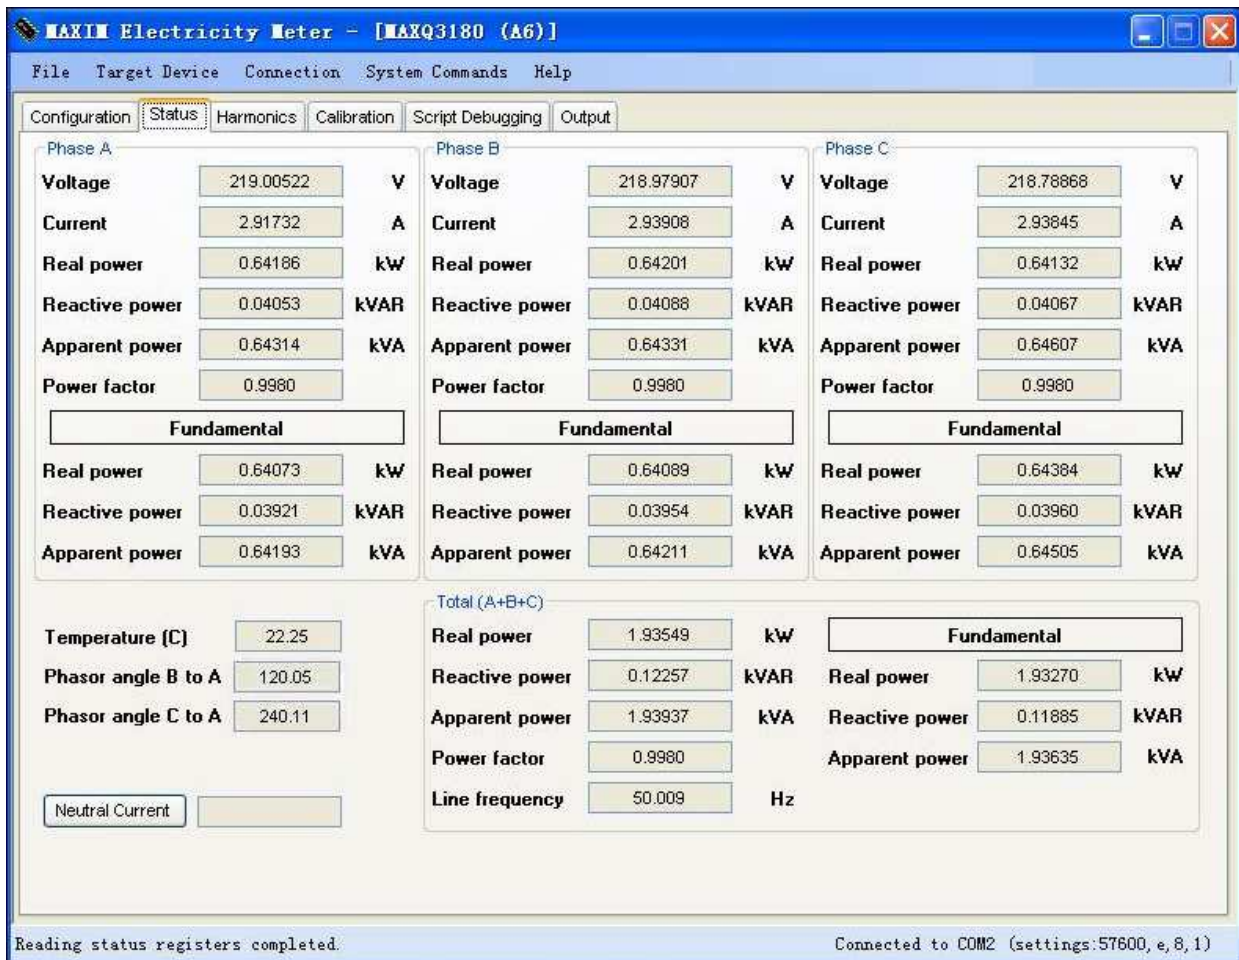 MAXIM Electricity Meter - [MAXQ3180 (A6)]
File Target Device Connection System Commands Help
Configuration Status Harmonics Calibration Script Debugging Output
Phase A
Voltage 219.00522 V
Current 2.91732 A
Real power 0.64186 kW
Reactive power 0.04053 kVAR
Apparent power 0.64314 kVA
Power factor 0.9980
Fundamental
Real power 0.64073 kW
Reactive power 0.03921 kVAR
Apparent power 0.64193 kVA
Phase B
Voltage 218.97907 V
Current 2.93908 A
Real power 0.64201 kW
Reactive power 0.04088 kVAR
Apparent power 0.64331 kVA
Power factor 0.9980
Fundamental
Real power 0.64089 kW
Reactive power 0.03954 kVAR
Apparent power 0.64211 kVA
Phase C
Voltage 218.78868 V
Current 2.93845 A
Real power 0.64132 kW
Reactive power 0.04067 kVAR
Apparent power 0.64607 kVA
Power factor 0.9980
Fundamental
Real power 0.64384 kW
Reactive power 0.03960 kVAR
Apparent power 0.64505 kVA
Temperature (C) 22.25
Phasor angle B to A 120.05
Phasor angle C to A 240.11
Neutral Current
Total (A+B+C)
Real power 1.93549 kW
Reactive power 0.12257 kVAR
Apparent power 1.93937 kVA
Power factor 0.9980
Line frequency 50.009 Hz
Fundamental
Real power 1.93270 kW
Reactive power 0.11885 kVAR
Apparent power 1.93635 kVA
Reading status registers completed.
Connected to COM2 (settings:57600,e,8,1)